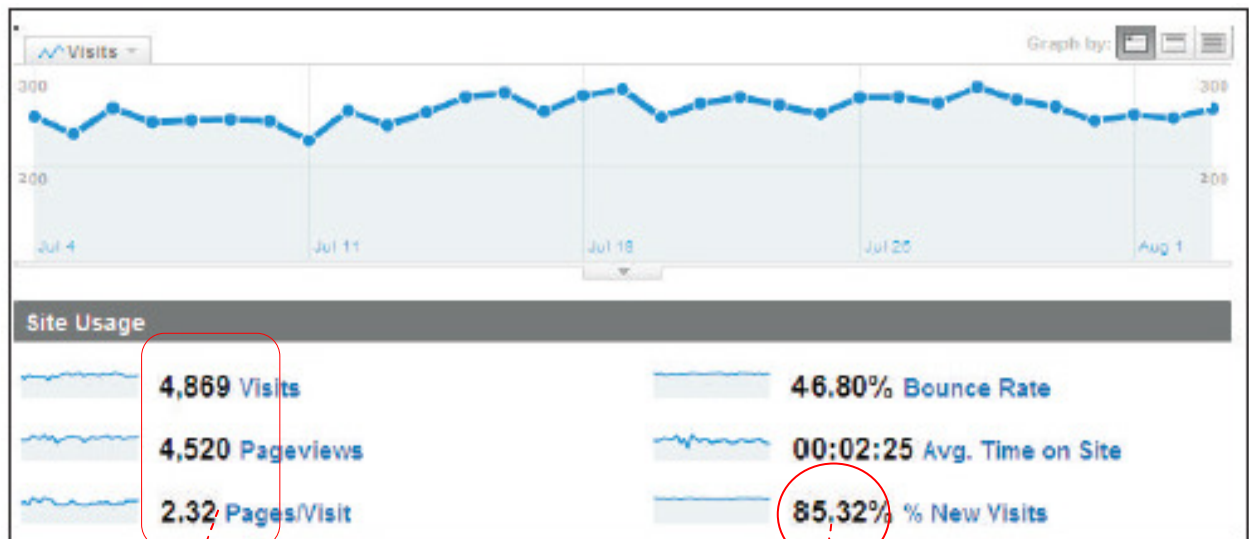 Visits
Graph by:
300 300
200 200
Jul 4 Jul 11 Jul 18 Jul 25 Aug 1
Site Usage
4,869 Visits 46.80% Bounce Rate
4,520 Pageviews 00:02:25 Avg. Time on Site
2.32 Pages/Visit 85.32% % New Visits